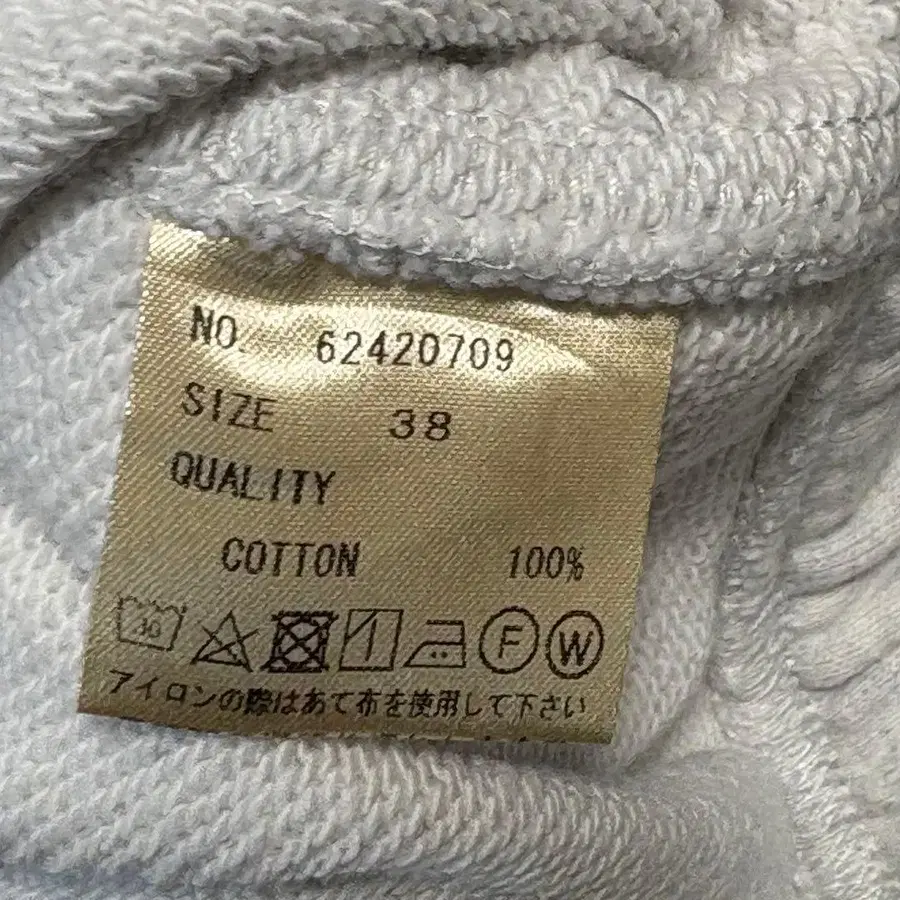 NO. 62420709
SIZE 38
QUALITY
COTTON 100%
30 F W
アイロンの際はあて布を使用して下さい